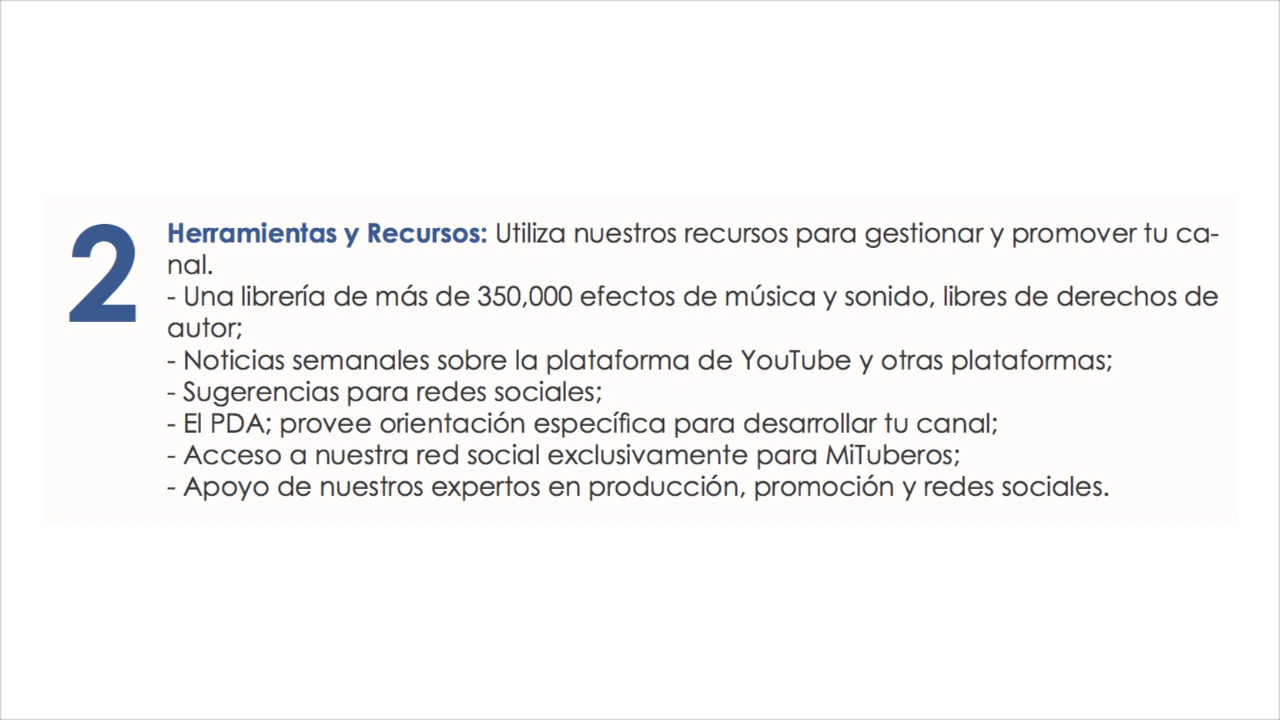 2
Herramientas y Recursos: Utiliza nuestros recursos para gestionar y promover tu ca-
nal.
- Una librería de más de 350,000 efectos de música y sonido, libres de derechos de
autor;
- Noticias semanales sobre la plataforma de YouTube y otras plataformas;
- Sugerencias para redes sociales;
- El PDA; provee orientación específica para desarrollar tu canal;
- Acceso a nuestra red social exclusivamente para MiTuberos;
- Apoyo de nuestros expertos en producción, promoción y redes sociales.